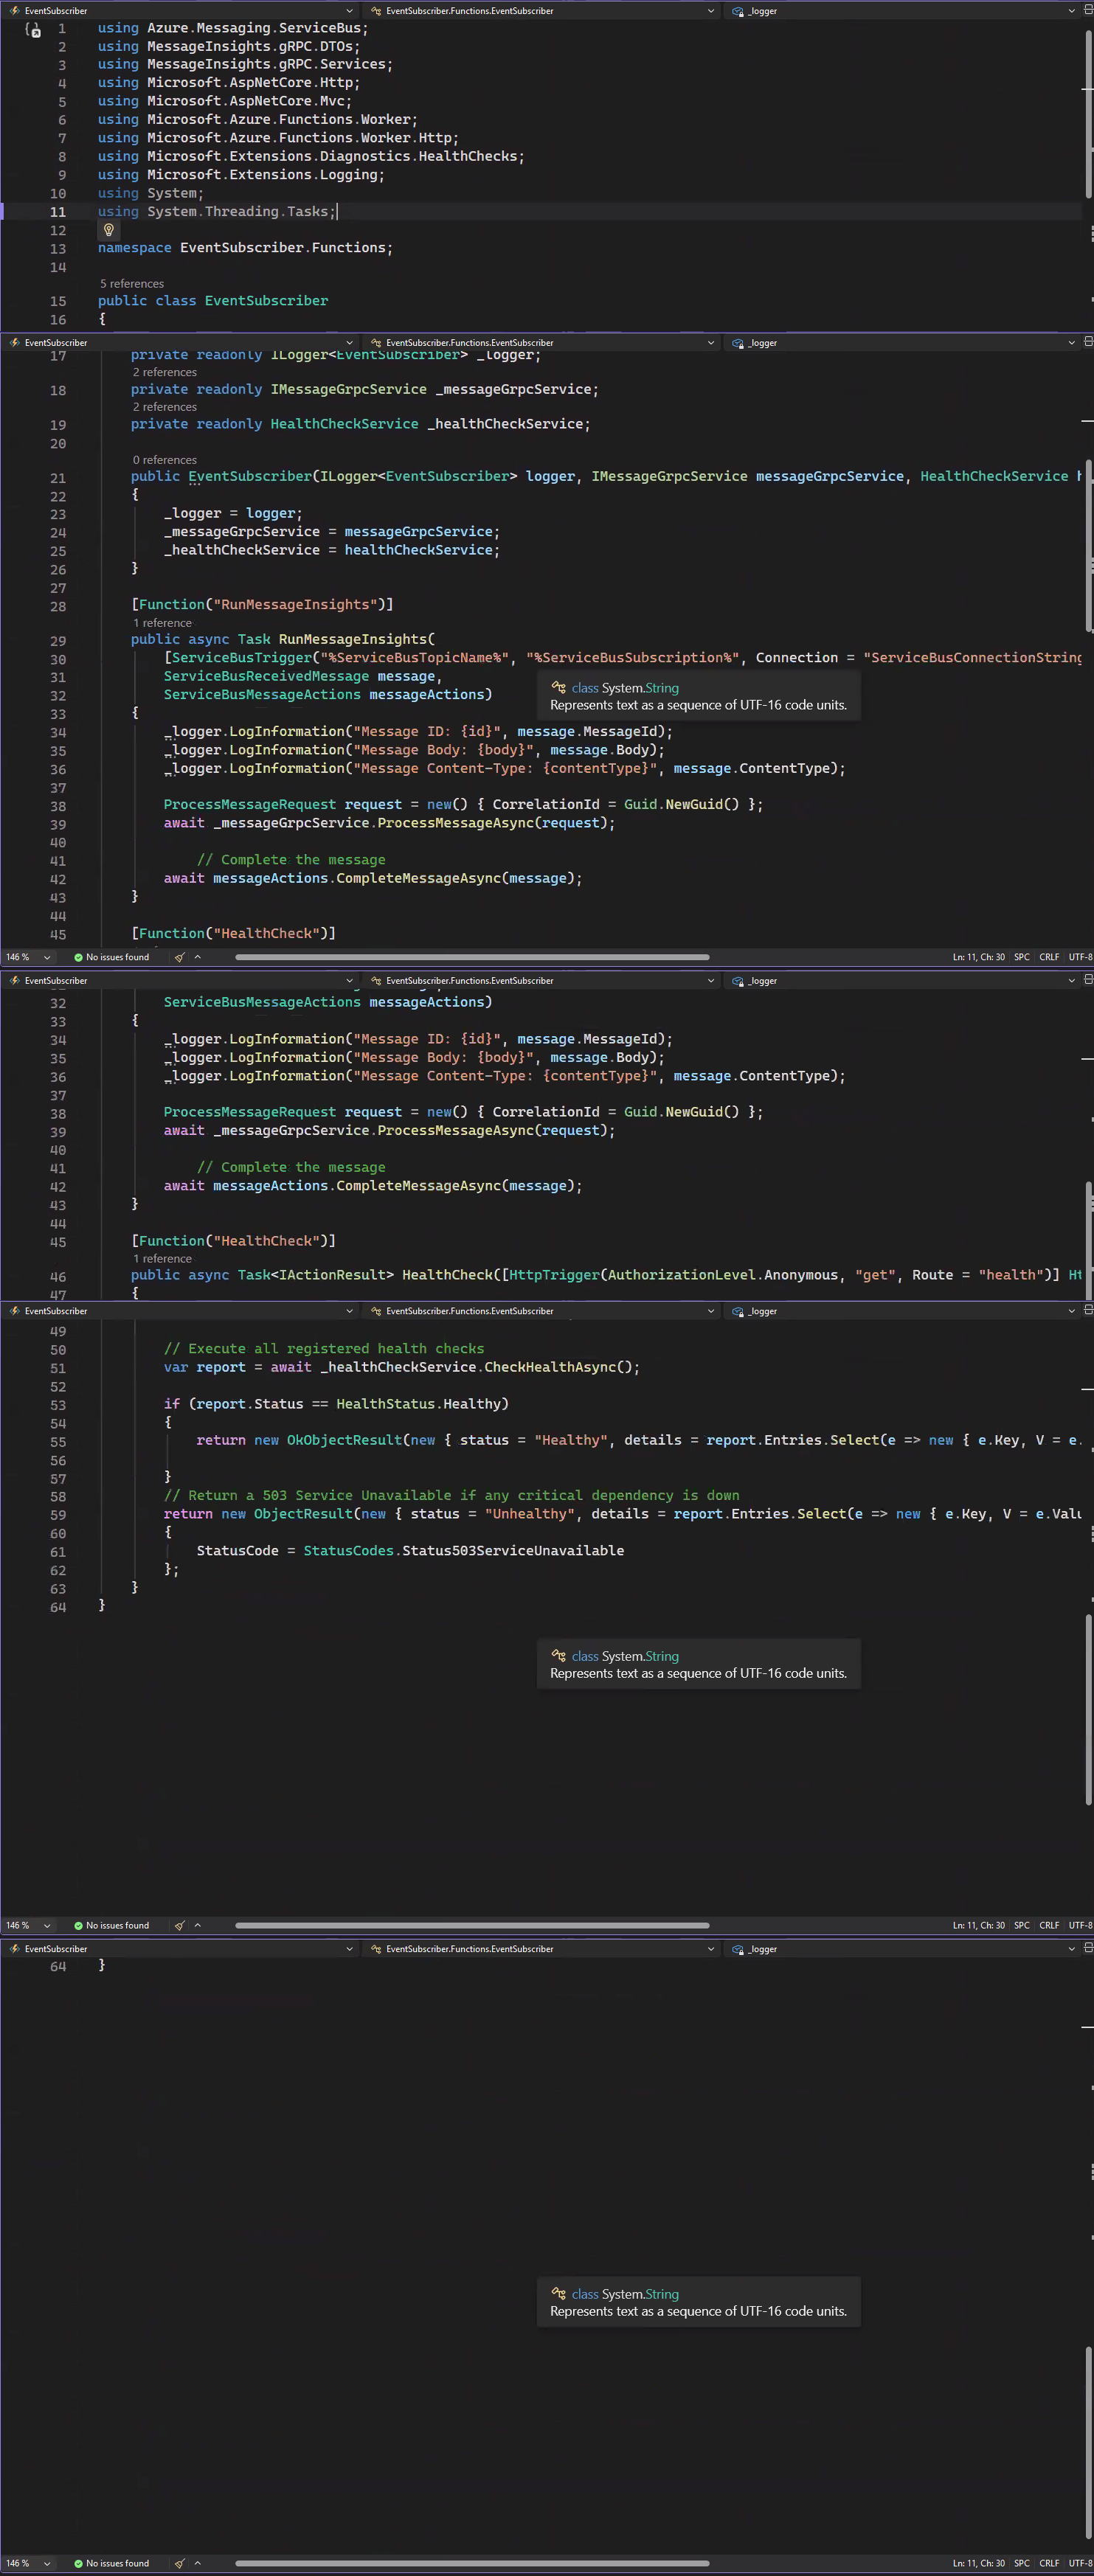 EventSubscriber EventSubscriber.Functions.EventSubscriber _logger
1 using Azure.Messaging.ServiceBus;
2 using MessageInsights.gRPC.DTOs;
3 using MessageInsights.gRPC.Services;
4 using Microsoft.AspNetCore.Http;
5 using Microsoft.AspNetCore.Mvc;
6 using Microsoft.Azure.Functions.Worker;
7 using Microsoft.Azure.Functions.Worker.Http;
8 using Microsoft.Extensions.Diagnostics.HealthChecks;
9 using Microsoft.Extensions.Logging;
10 using System;
11 using System.Threading.Tasks;
12
13 namespace EventSubscriber.Functions;
14
5 references
15 public class EventSubscriber
16 {
EventSubscriber EventSubscriber.Functions.EventSubscriber _logger
17 private readonly ILogger<EventSubscriber> _logger;
2 references
18 private readonly IMessageGrpcService _messageGrpcService;
2 references
19 private readonly HealthCheckService _healthCheckService;
20
0 references
21 public EventSubscriber(ILogger<EventSubscriber> logger, IMessageGrpcService messageGrpcService, HealthCheckService h
22 {
23 _logger = logger;
24 _messageGrpcService = messageGrpcService;
25 _healthCheckService = healthCheckService;
26 }
27
28 [Function("RunMessageInsights")]
1 reference
29 public async Task RunMessageInsights(
30 [ServiceBusTrigger("%ServiceBusTopicName%", "%ServiceBusSubscription%", Connection = "ServiceBusConnectionString
31 ServiceBusReceivedMessage message,
class System.String
32 ServiceBusMessageActions messageActions)
Represents text as a sequence of UTF-16 code units.
33 {
34 _logger.LogInformation("Message ID: {id}", message.MessageId);
35 _logger.LogInformation("Message Body: {body}", message.Body);
36 _logger.LogInformation("Message Content-Type: {contentType}", message.ContentType);
37
38 ProcessMessageRequest request = new() { CorrelationId = Guid.NewGuid() };
39 await _messageGrpcService.ProcessMessageAsync(request);
40
41 // Complete the message
42 await messageActions.CompleteMessageAsync(message);
43 }
44
45 [Function("HealthCheck")]
146 % No issues found Ln: 11, Ch: 30 SPC CRLF UTF-8
EventSubscriber EventSubscriber.Functions.EventSubscriber _logger
32 ServiceBusMessageActions messageActions)
33 {
34 _logger.LogInformation("Message ID: {id}", message.MessageId);
35 _logger.LogInformation("Message Body: {body}", message.Body);
36 _logger.LogInformation("Message Content-Type: {contentType}", message.ContentType);
37
38 ProcessMessageRequest request = new() { CorrelationId = Guid.NewGuid() };
39 await _messageGrpcService.ProcessMessageAsync(request);
40
41 // Complete the message
42 await messageActions.CompleteMessageAsync(message);
43 }
44
45 [Function("HealthCheck")]
1 reference
46 public async Task<IActionResult> HealthCheck([HttpTrigger(AuthorizationLevel.Anonymous, "get", Route = "health")] Ht
47 {
EventSubscriber EventSubscriber.Functions.EventSubscriber _logger
49
50 // Execute all registered health checks
51 var report = await _healthCheckService.CheckHealthAsync();
52
53 if (report.Status == HealthStatus.Healthy)
54 {
55 return new OkObjectResult(new { status = "Healthy", details = report.Entries.Select(e => new { e.Key, V = e.
56
57 }
58 // Return a 503 Service Unavailable if any critical dependency is down
59 return new ObjectResult(new { status = "Unhealthy", details = report.Entries.Select(e => new { e.Key, V = e.Valu
60 {
61 StatusCode = StatusCodes.Status503ServiceUnavailable
62 };
63 }
64 }
class System.String
Represents text as a sequence of UTF-16 code units.
146 % No issues found Ln: 11, Ch: 30 SPC CRLF UTF-8
EventSubscriber EventSubscriber.Functions.EventSubscriber _logger
64 }
class System.String
Represents text as a sequence of UTF-16 code units.
146 % No issues found Ln: 11, Ch: 30 SPC CRLF UTF-8